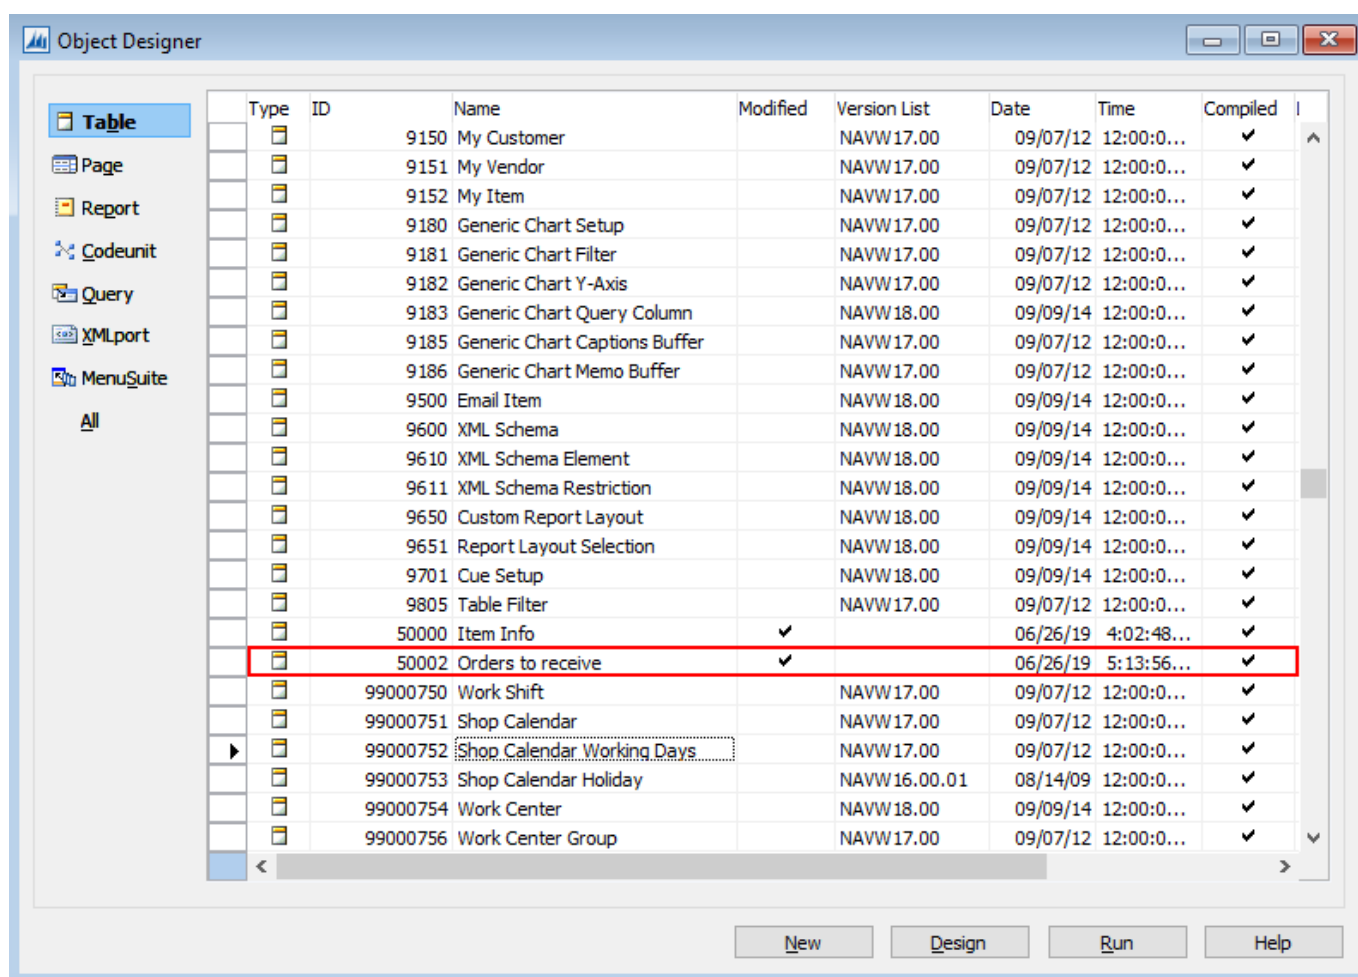 Object Designer
Table
Page
Report
Codeunit
Query
XMLport
MenuSuite
All
Type ID Name Modified Version List Date Time Compiled
9150 My Customer NAVW17.00 09/07/12 12:00:0...
9151 My Vendor NAVW17.00 09/07/12 12:00:0...
9152 My Item NAVW17.00 09/07/12 12:00:0...
9180 Generic Chart Setup NAVW17.00 09/07/12 12:00:0...
9181 Generic Chart Filter NAVW17.00 09/07/12 12:00:0...
9182 Generic Chart Y-Axis NAVW17.00 09/07/12 12:00:0...
9183 Generic Chart Query Column NAVW18.00 09/09/14 12:00:0...
9185 Generic Chart Captions Buffer NAVW17.00 09/07/12 12:00:0...
9186 Generic Chart Memo Buffer NAVW17.00 09/07/12 12:00:0...
9500 Email Item NAVW18.00 09/09/14 12:00:0...
9600 XML Schema NAVW18.00 09/09/14 12:00:0...
9610 XML Schema Element NAVW18.00 09/09/14 12:00:0...
9611 XML Schema Restriction NAVW18.00 09/09/14 12:00:0...
9650 Custom Report Layout NAVW18.00 09/09/14 12:00:0...
9651 Report Layout Selection NAVW18.00 09/09/14 12:00:0...
9701 Cue Setup NAVW18.00 09/09/14 12:00:0...
9805 Table Filter NAVW17.00 09/07/12 12:00:0...
50000 Item Info 06/26/19 4:02:48...
50002 Orders to receive 06/26/19 5:13:56...
99000750 Work Shift NAVW17.00 09/07/12 12:00:0...
99000751 Shop Calendar NAVW17.00 09/07/12 12:00:0...
99000752 Shop Calendar Working Days NAVW17.00 09/07/12 12:00:0...
99000753 Shop Calendar Holiday NAVW16.00.01 08/14/09 12:00:0...
99000754 Work Center NAVW18.00 09/09/14 12:00:0...
99000756 Work Center Group NAVW17.00 09/07/12 12:00:0...
New Design Run Help